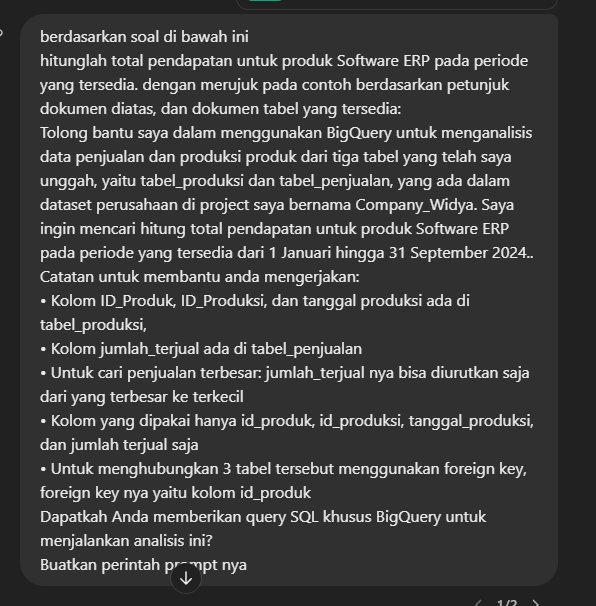 berdasarkan soal di bawah ini
hitunglah total pendapatan untuk produk Software ERP pada periode
yang tersedia. dengan merujuk pada contoh berdasarkan petunjuk
dokumen diatas, dan dokumen tabel yang tersedia:
Tolong bantu saya dalam menggunakan BigQuery untuk menganalisis
data penjualan dan produksi produk dari tiga tabel yang telah saya
unggah, yaitu tabel_produksi dan tabel_penjualan, yang ada dalam
dataset perusahaan di project saya bernama Company_Widya. Saya
ingin mencari hitung total pendapatan untuk produk Software ERP
pada periode yang tersedia dari 1 Januari hingga 31 September 2024..
Catatan untuk membantu anda mengerjakan:
• Kolom ID_Produk, ID_Produksi, dan tanggal produksi ada di
tabel_produksi,
• Kolom jumlah_terjual ada di tabel_penjualan
• Untuk cari penjualan terbesar: jumlah_terjual nya bisa diurutkan saja
dari yang terbesar ke terkecil
• Kolom yang dipakai hanya id_produk, id_produksi, tanggal_produksi,
dan jumlah terjual saja
• Untuk menghubungkan 3 tabel tersebut menggunakan foreign key,
foreign key nya yaitu kolom id_produk
Dapatkah Anda memberikan query SQL khusus BigQuery untuk
menjalankan analisis ini?
Buatkan perintah prompt nya
1/2